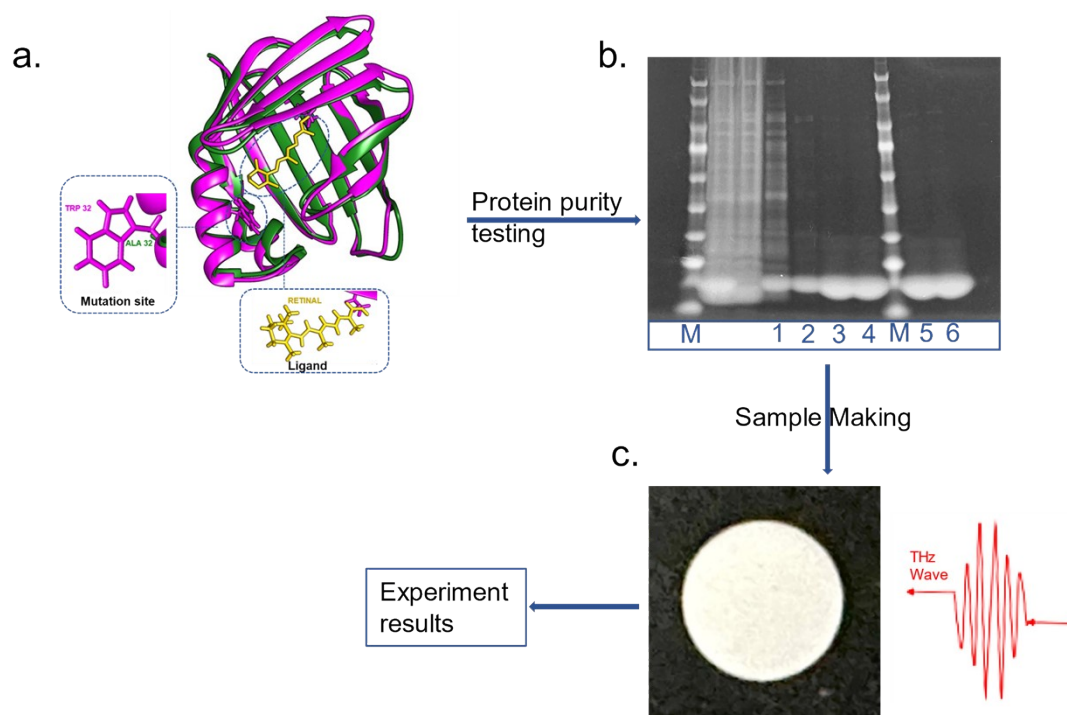 a.
TRP 32
ALA 32
Mutation site
RETINAL
Ligand
Protein purity
testing
b.
M 1 2 3 4 M 5 6
Sample Making
c.
THz
Wave
Experiment
results